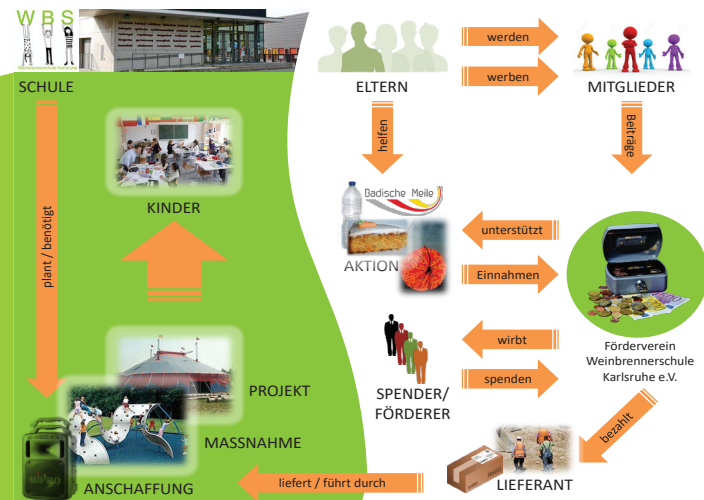 WBS
SCHULE
ELTERN
werden
werben
MITGLIEDER
plant / benötigt
helfen
Beiträge
KINDER
Badische Meile
AKTION
unterstützt
Einnahmen
wirbt
spenden
SPENDER/
FÖRDERER
Förderverein
Weinbrennerschule
Karlsruhe e.V.
PROJEKT
MASSNAHME
ANSCHAFFUNG
bezahlt
liefert / führt durch
LIEFERANT